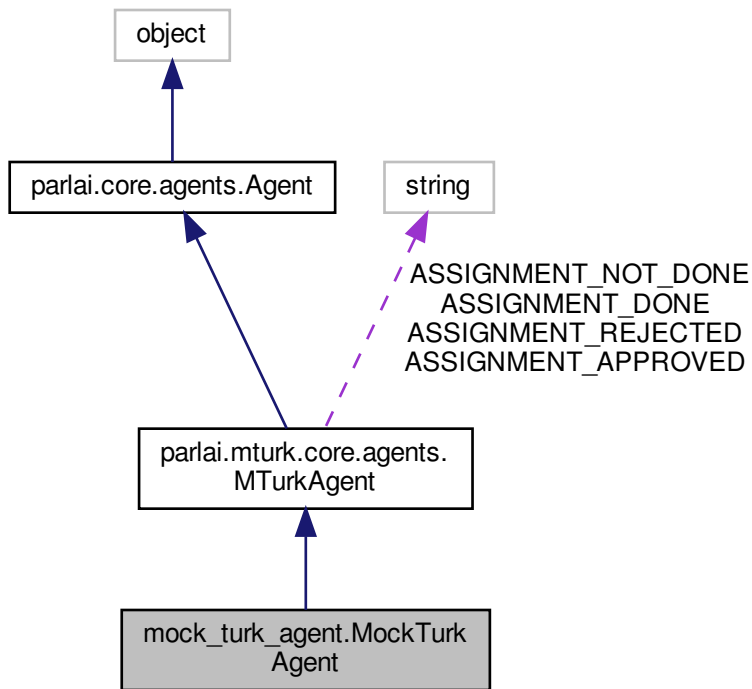 object
parlai.core.agents.Agent
string
ASSIGNMENT_NOT_DONE
ASSIGNMENT_DONE
ASSIGNMENT_REJECTED
ASSIGNMENT_APPROVED
parlai.mturk.core.agents.
MTurkAgent
mock_turk_agent.MockTurk
Agent